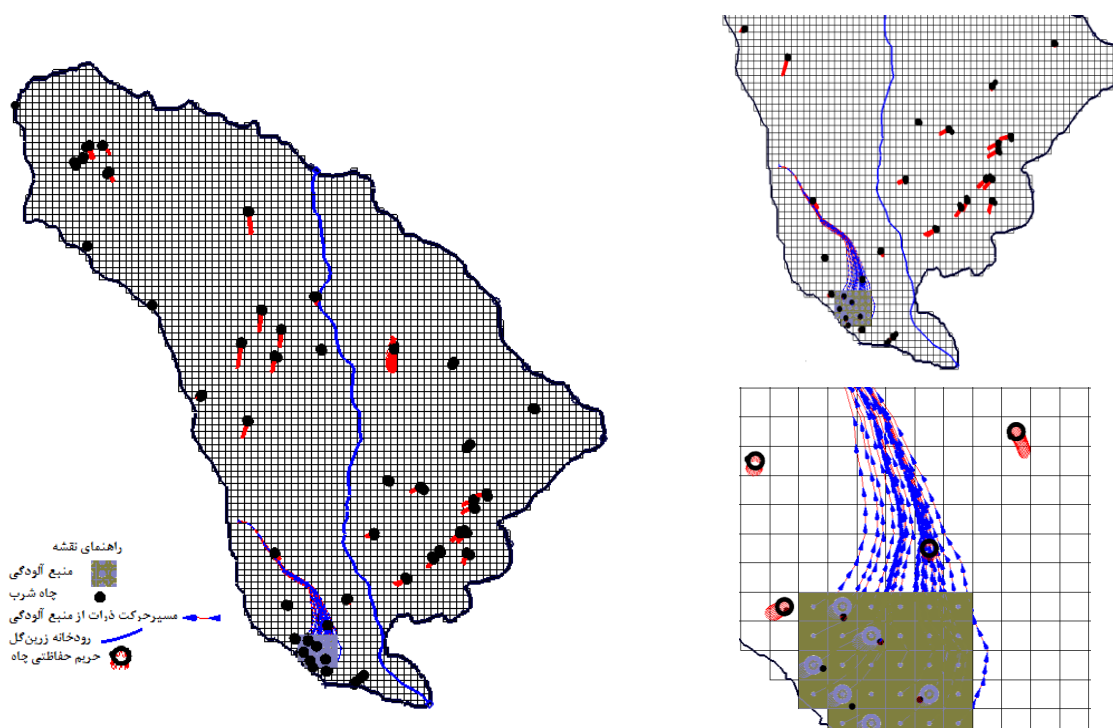 راهنمای نقشه
منبع آلودگی
چاه شرب
مسیرحرکت ذرات از منبع آلودگی
رودخانه زرین‌گل
حریم حفاظتی چاه